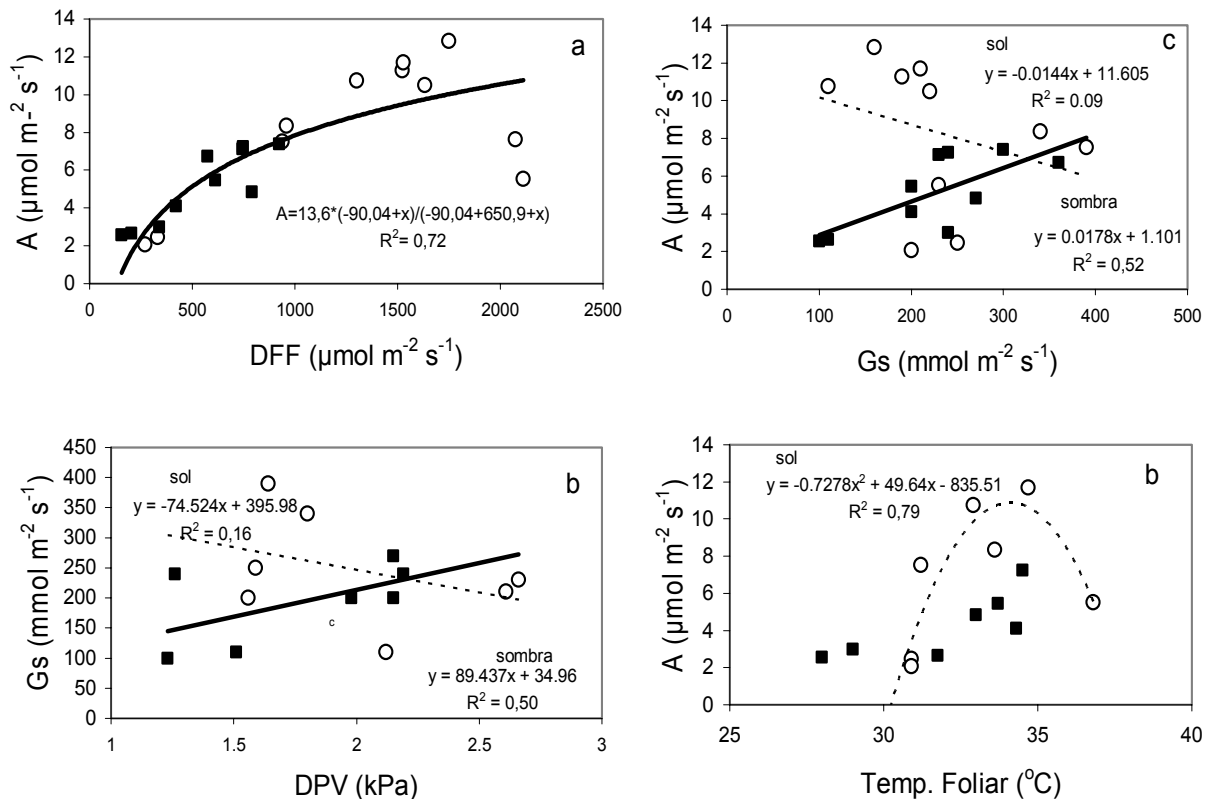 a
A (µmol m-² s⁻¹)
14
12
10
8
6
4
2
0
A=13,6*(-90,04+x)/(-90,04+650,9+x)
R²= 0,72
0 500 1000 1500 2000 2500
DFF (µmol m⁻² s⁻¹)
c
A (µmol m⁻² s⁻¹)
14
12
10
8
6
4
2
0
sol
y = -0.0144x + 11.605
R² = 0.09
sombra
y = 0.0178x + 1.101
R² = 0,52
0 100 200 300 400 500
Gs (mmol m⁻² s⁻¹)
b
Gs (mmol m⁻² s⁻¹)
450
400
350
300
250
200
150
100
50
0
sol
y = -74.524x + 395.98
R² = 0,16
c
sombra
y = 89.437x + 34.96
R² = 0,50
1 1.5 2 2.5 3
DPV (kPa)
b
A (µmol m⁻² s⁻¹)
14
12
10
8
6
4
2
0
sol
y = -0.7278x² + 49.64x - 835.51
R² = 0,79
25 30 35 40
Temp. Foliar (°C)